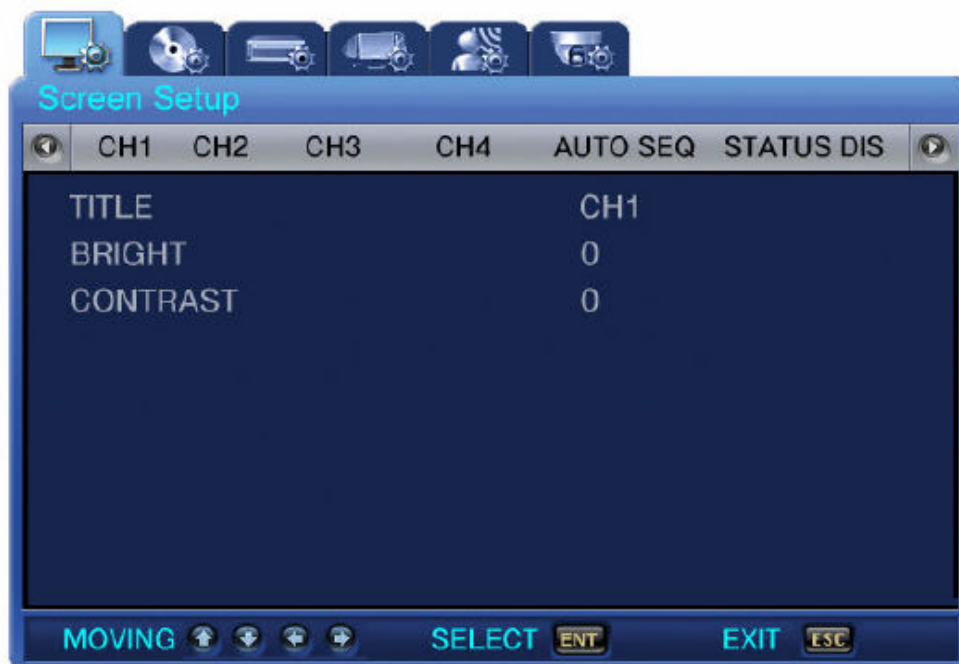 Screen Setup
CH1 CH2 CH3 CH4 AUTO SEQ STATUS DIS
TITLE CH1
BRIGHT 0
CONTRAST 0
MOVING SELECT ENT EXIT ESC